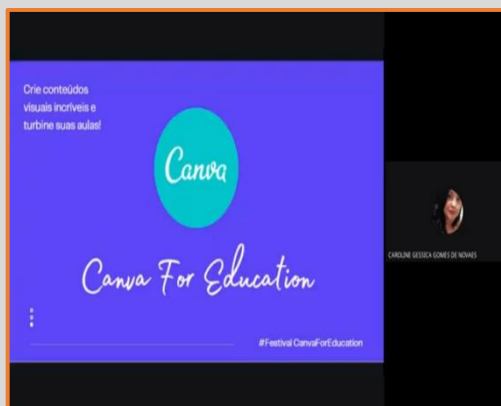 Crie conteúdos
visuais incríveis e
turbine suas aulas!
Canva
Canva For Education
#Festival CanvaForEducation
CAROLINE GESSICA GOMES DE NOVAES